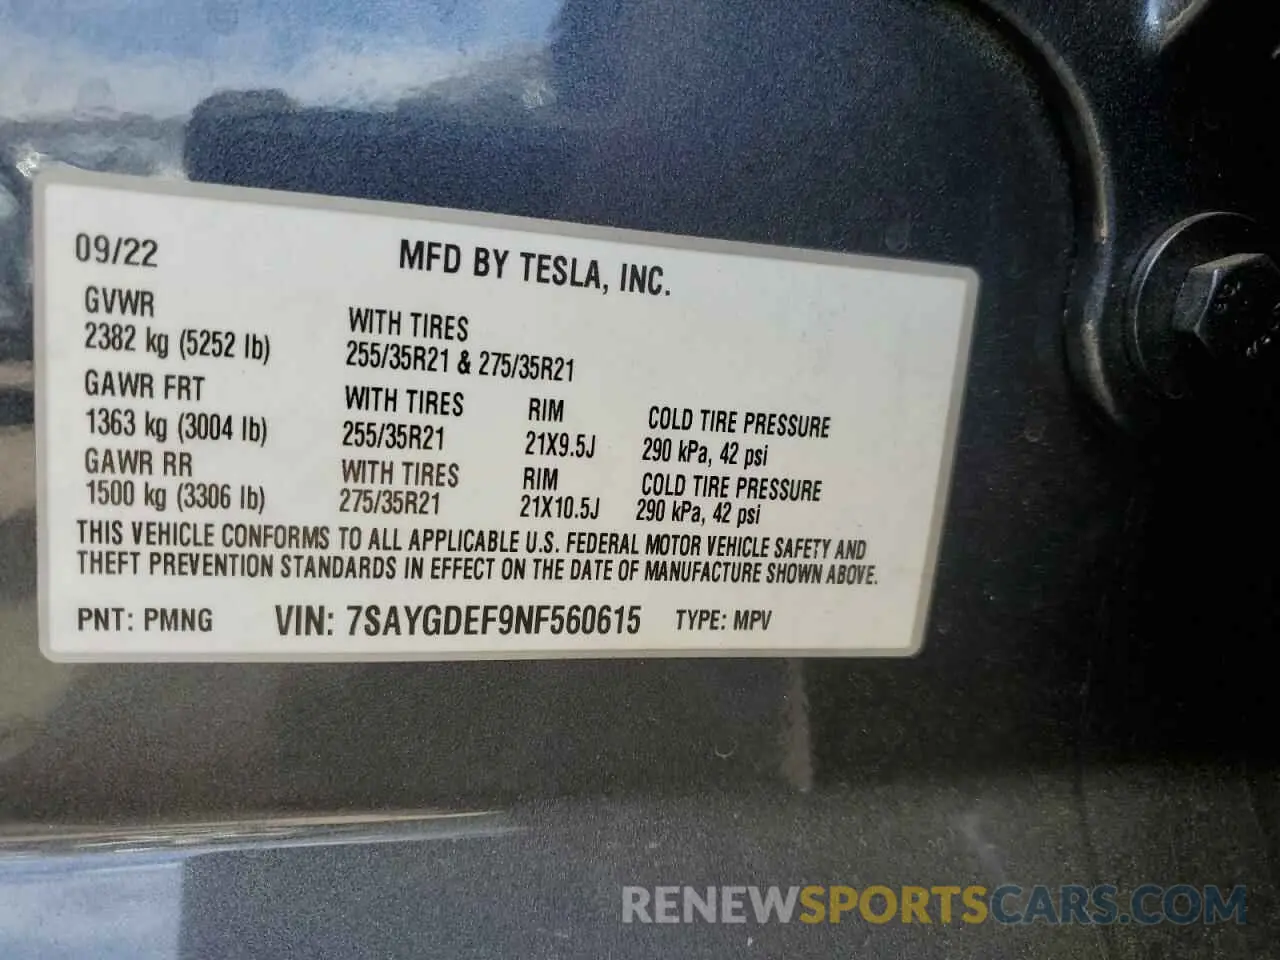 09/22 MFD BY TESLA, INC.
GVWR
2382 kg (5252 lb)
WITH TIRES
255/35R21 & 275/35R21
GAWR FRT
1363 kg (3004 lb)
WITH TIRES
255/35R21
RIM
21X9.5J
COLD TIRE PRESSURE
290 kPa, 42 psi
GAWR RR
1500 kg (3306 lb)
WITH TIRES
275/35R21
RIM
21X10.5J
COLD TIRE PRESSURE
290 kPa, 42 psi
THIS VEHICLE CONFORMS TO ALL APPLICABLE U.S. FEDERAL MOTOR VEHICLE SAFETY AND
THEFT PREVENTION STANDARDS IN EFFECT ON THE DATE OF MANUFACTURE SHOWN ABOVE.
PNT: PMNG VIN: 7SAYGDEF9NF560615 TYPE: MPV
RENEWSPORTSCARS.COM